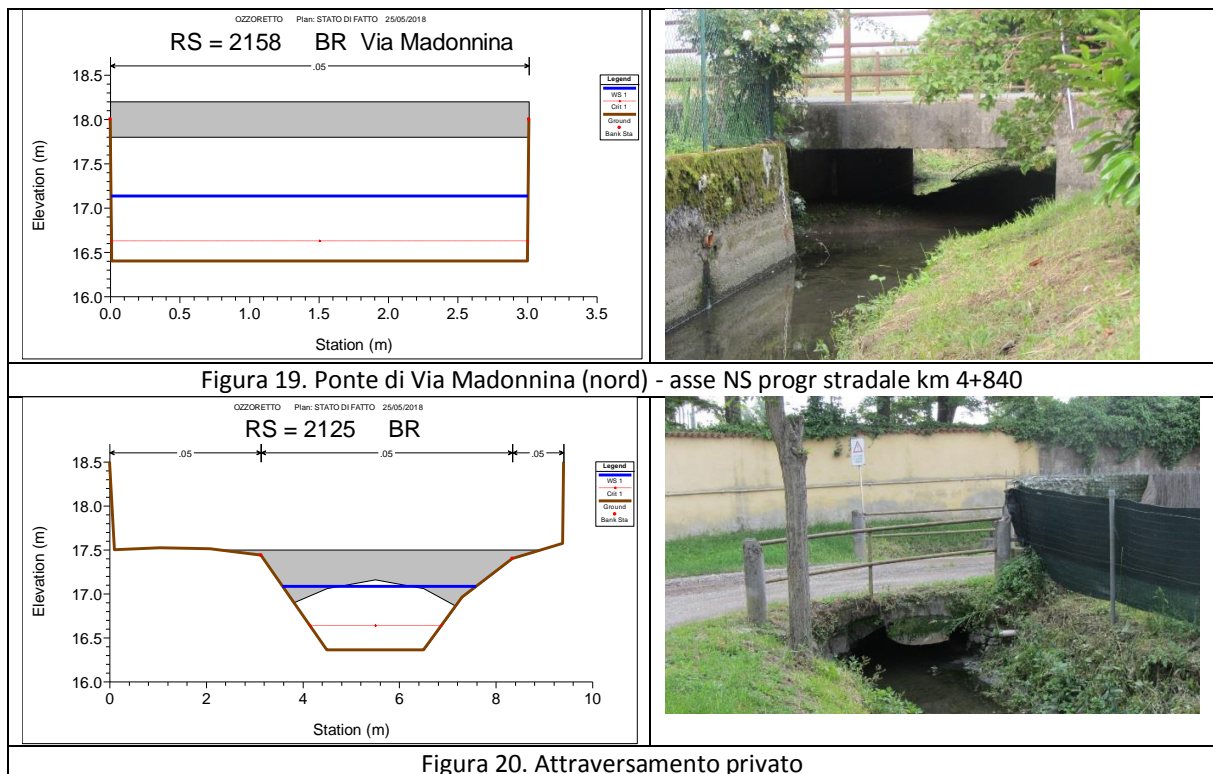 OZZORETTO Plan: STATO DI FATTO 25/05/2018
RS = 2158 BR Via Madonnina
.05
Legend
WS 1
Crit 1
Ground
Bank Sta
Elevation (m)
18.5
18.0
17.5
17.0
16.5
16.0
0.0 0.5 1.0 1.5 2.0 2.5 3.0 3.5
Station (m)
Figura 19. Ponte di Via Madonnina (nord) - asse NS progr stradale km 4+840
OZZORETTO Plan: STATO DI FATTO 25/05/2018
RS = 2125 BR
.05 .05 .05
Legend
WS 1
Crit 1
Ground
Bank Sta
Elevation (m)
18.5
18.0
17.5
17.0
16.5
16.0
0 2 4 6 8 10
Station (m)
Figura 20. Attraversamento privato